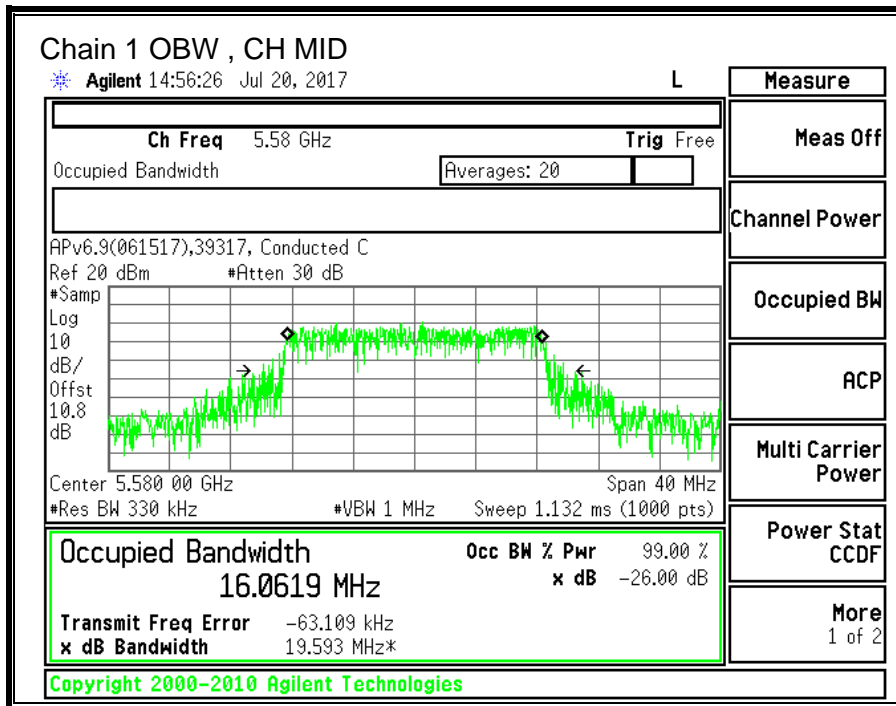 Chain 1 OBW , CH MID
Agilent 14:56:26 Jul 20, 2017 L
Measure
Ch Freq 5.58 GHz Trig Free
Occupied Bandwidth Averages: 20
APv6.9(061517),39317, Conducted C
Ref 20 dBm #Atten 30 dB
#Samp
Log
10
dB/
Offst
10.8
dB
Center 5.580 00 GHz Span 40 MHz
#Res BW 330 kHz #VBW 1 MHz Sweep 1.132 ms (1000 pts)
Occupied Bandwidth Occ BW % Pwr 99.00 %
16.0619 MHz x dB -26.00 dB
Transmit Freq Error -63.109 kHz
x dB Bandwidth 19.593 MHz*
Copyright 2000-2010 Agilent Technologies
Meas Off
Channel Power
Occupied BW
ACP
Multi Carrier
Power
Power Stat
CCDF
More
1 of 2